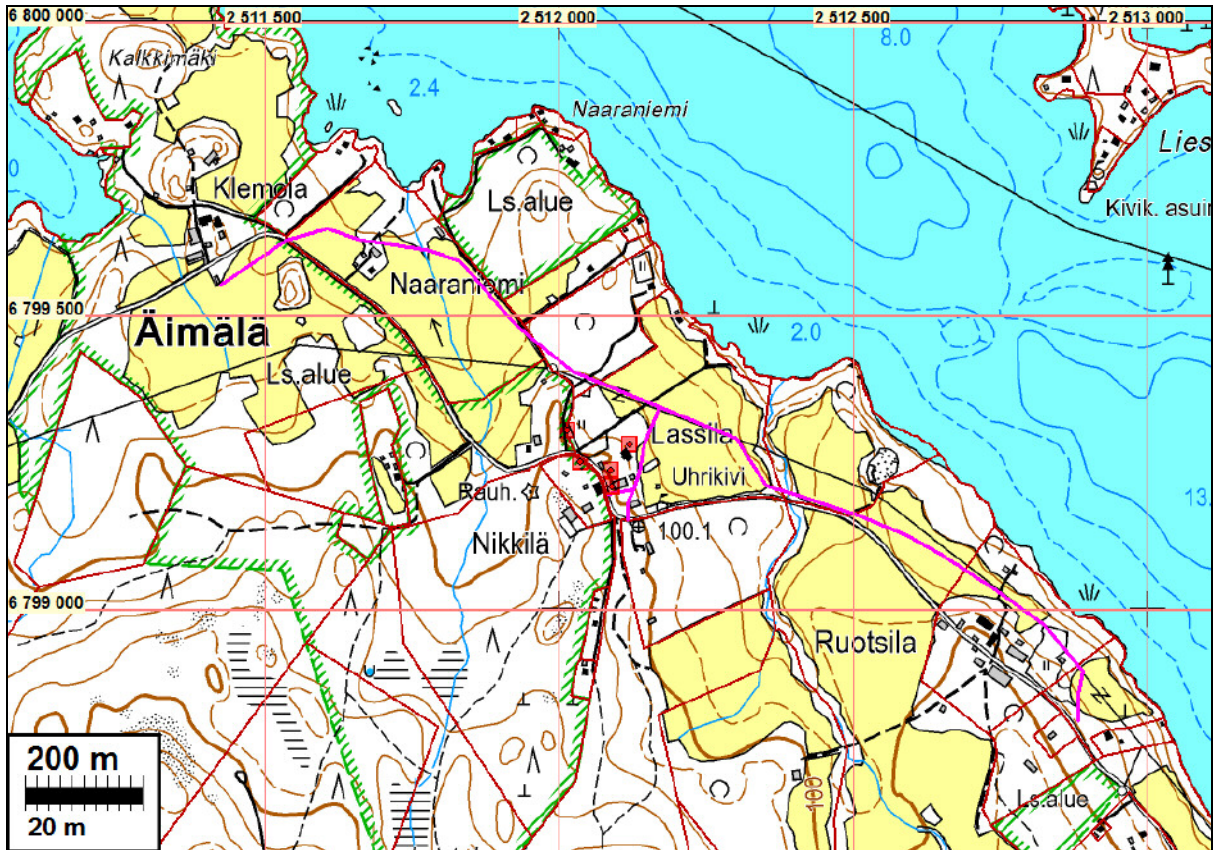 6 800 000
2 511 500
2 512 000
2 512 500
2 513 000
Kalkkimäki
8.0
2.4
Naaraniemi
Lies
0
Klemola
Ls.alue
Kivik. asuin
Naaraniemi
6 799 500
Äimälä
2.0
Ls.alue
Lassila
Uhrikivi
Rauh.
13.
100.1
Nikkilä
6 799 000
Ruotsila
200 m
20 m
100
Ls.alue